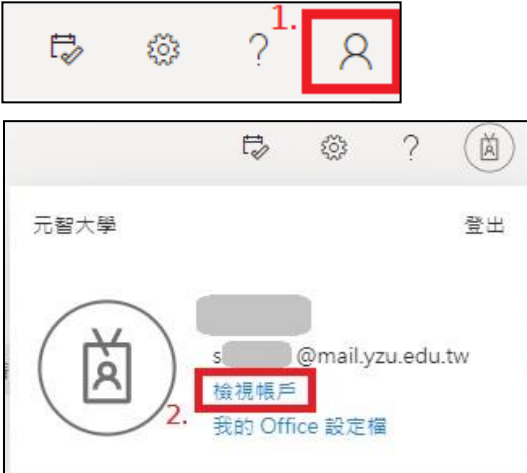 1.
?
?
元智大學
登出
s @mail.yzu.edu.tw
檢視帳戶
2.
我的 Office 設定檔